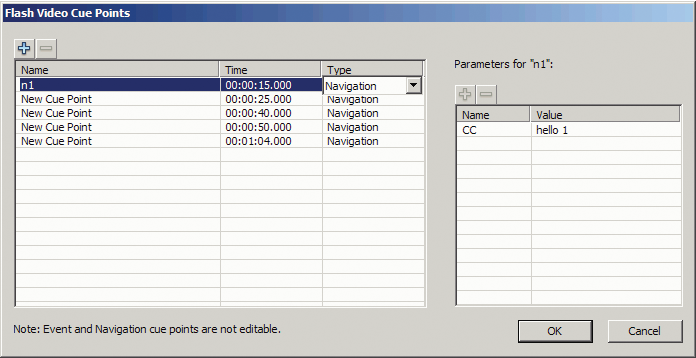 Flash Video Cue Points
Name Time Type
n1 00:00:15.000 Navigation
New Cue Point 00:00:25.000 Navigation
New Cue Point 00:00:40.000 Navigation
New Cue Point 00:00:50.000 Navigation
New Cue Point 00:01:04.000 Navigation
Parameters for "n1":
Name Value
CC hello 1
Note: Event and Navigation cue points are not editable.
OK Cancel